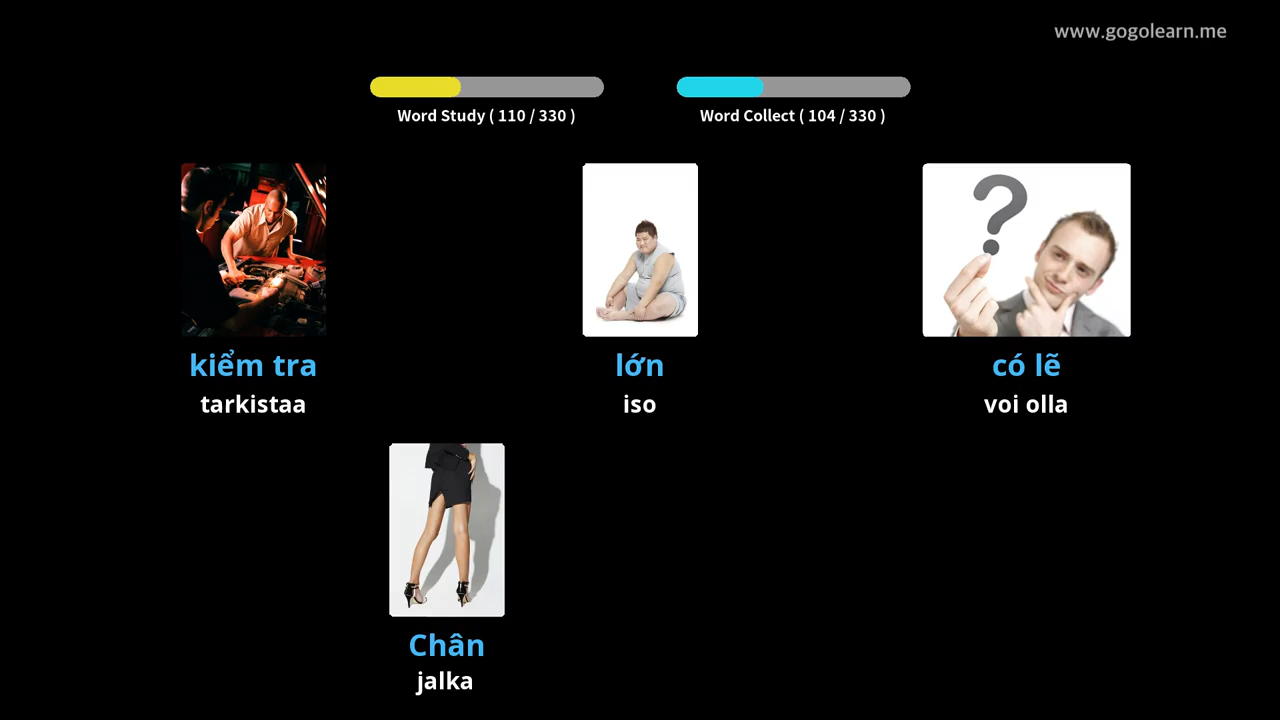 www.gogolearn.me
Word Study ( 110 / 330 )
Word Collect ( 104 / 330 )
kiểm tra
tarkistaa
lớn
iso
có lẽ
voi olla
?
Chân
jalka